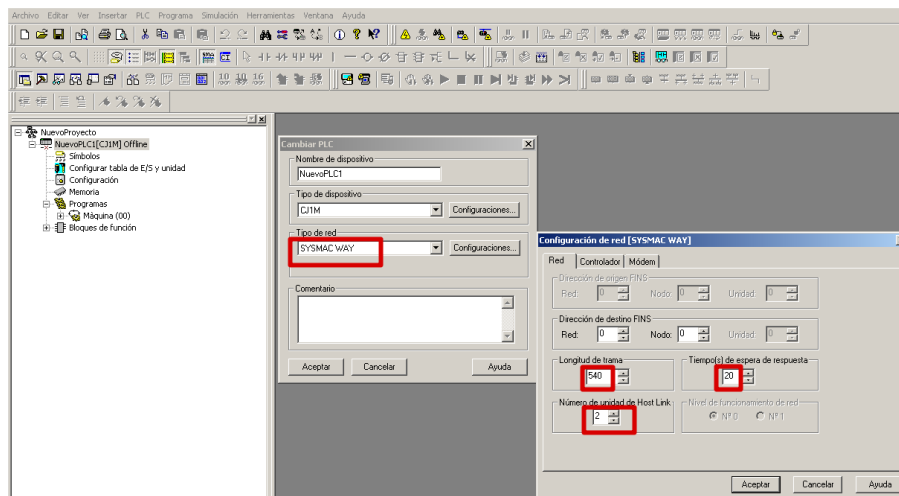 Archivo Editar Ver Insertar PLC Programa Simulación Herramientas Ventana Ayuda
NuevoProyecto
NuevoPLC1[CJ1M] Offline
Símbolos
Configurar tabla de E/S y unidad
Configuración
Memoria
Programas
Màquina (00)
Bloques de función
Cambiar PLC
Nombre de dispositivo
NuevoPLC1
Tipo de dispositivo
CJ1M Configuraciones...
Tipo de red
SYSMAC WAY Configuraciones...
Comentario
Aceptar Cancelar Ayuda
Configuración de red [SYSMAC WAY]
Red Controlador Módem
Dirección de origen FINS
Red: 0 Nodo: 0 Unidad: 0
Dirección de destino FINS
Red: 0 Nodo: 0 Unidad: 0
Longitud de trama Tiempo(s) de espera de respuesta
540 20
Número de unidad de Host Link Nivel de funcionamiento de red
2 Nº 0 Nº 1
Aceptar Cancelar Ayuda